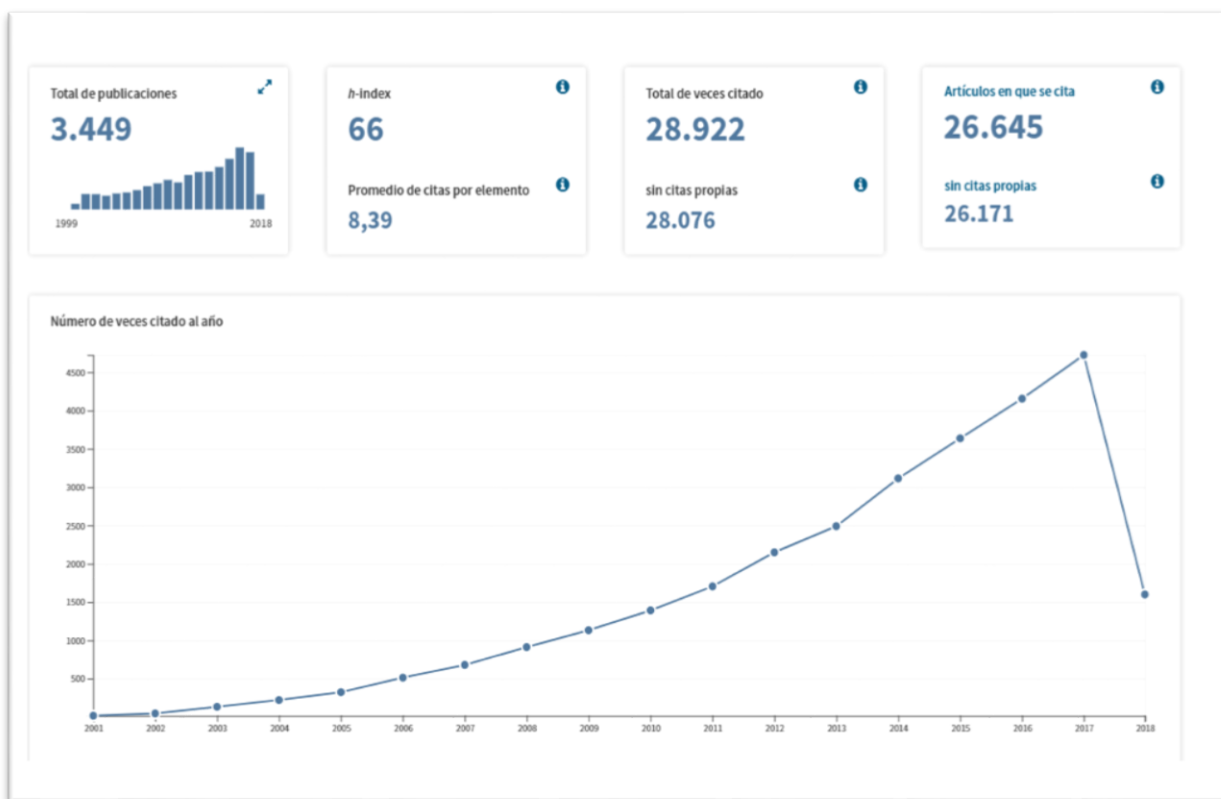 Total de publicaciones
3.449
1999
2018
h-index
66
Promedio de citas por elemento
8,39
Total de veces citado
28.922
sin citas propias
28.076
Artículos en que se cita
26.645
sin citas propias
26.171
Número de veces citado al año
4500
4000
3500
3000
2500
2000
1500
1000
500
2001 2002 2003 2004 2005 2006 2007 2008 2009 2010 2011 2012 2013 2014 2015 2016 2017 2018